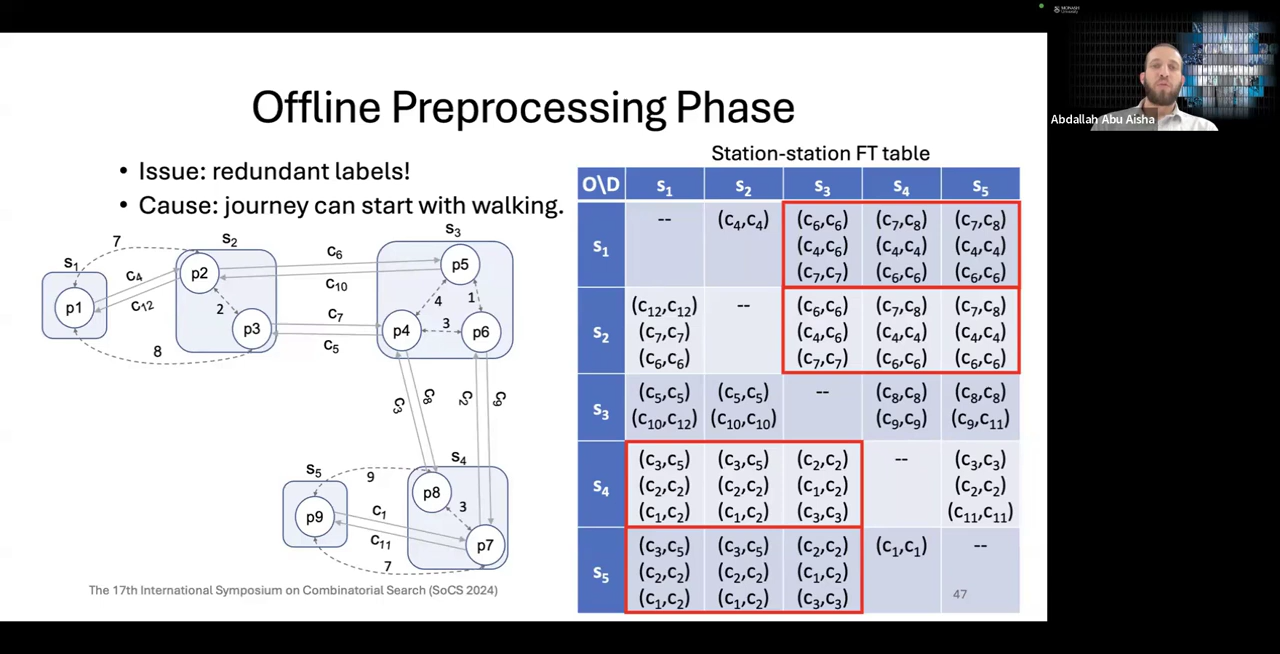 MONASH
University
Abdallah Abu Aisha
Offline Preprocessing Phase
• Issue: redundant labels!
• Cause: journey can start with walking.
s1
s2
s3
s4
s5
p1
p2
p3
p4
p5
p6
p7
p8
p9
7
c4
c12
8
2
c6
c10
c7
c5
4
1
3
c3
c8
c2
c9
9
3
c1
c11
7
Station-station FT table
O\D s1 s2 s3 s4 s5
s1 -- (c4,c4) (c6,c6) (c7,c8) (c7,c8)
(c4,c6) (c4,c4) (c4,c4)
(c7,c7) (c6,c6) (c6,c6)
s2 (c12,c12) -- (c6,c6) (c7,c8) (c7,c8)
(c7,c7) (c4,c6) (c4,c4) (c4,c4)
(c6,c6) (c7,c7) (c6,c6) (c6,c6)
s3 (c5,c5) (c5,c5) -- (c8,c8) (c8,c8)
(c10,c12) (c10,c10) (c9,c9) (c9,c11)
s4 (c3,c5) (c3,c5) (c2,c2) -- (c3,c3)
(c2,c2) (c2,c2) (c1,c2) (c2,c2)
(c1,c2) (c1,c2) (c3,c3) (c11,c11)
s5 (c3,c5) (c3,c5) (c2,c2) (c1,c1) --
(c2,c2) (c2,c2) (c1,c2)
(c1,c2) (c1,c2) (c3,c3)
The 17th International Symposium on Combinatorial Search (SoCS 2024)
47